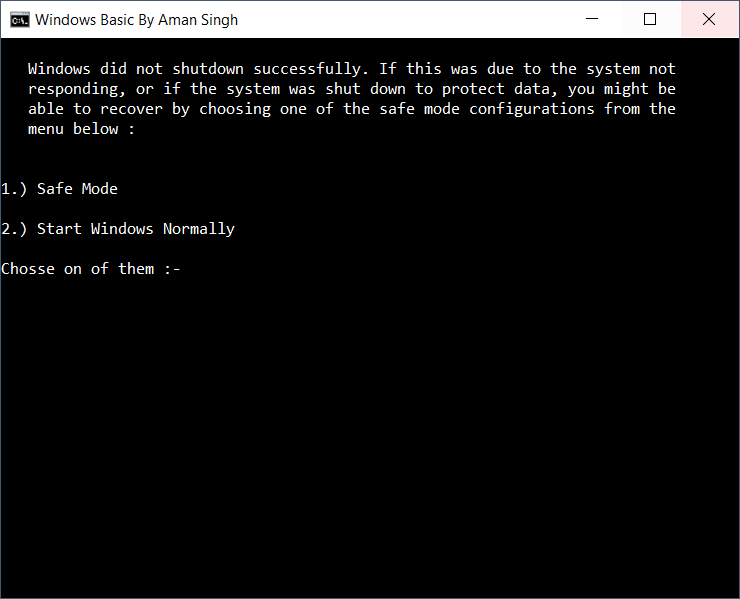 Windows Basic By Aman Singh
Windows did not shutdown successfully. If this was due to the system not
responding, or if the system was shut down to protect data, you might be
able to recover by choosing one of the safe mode configurations from the
menu below :
1.) Safe Mode
2.) Start Windows Normally
Chosse on of them :-